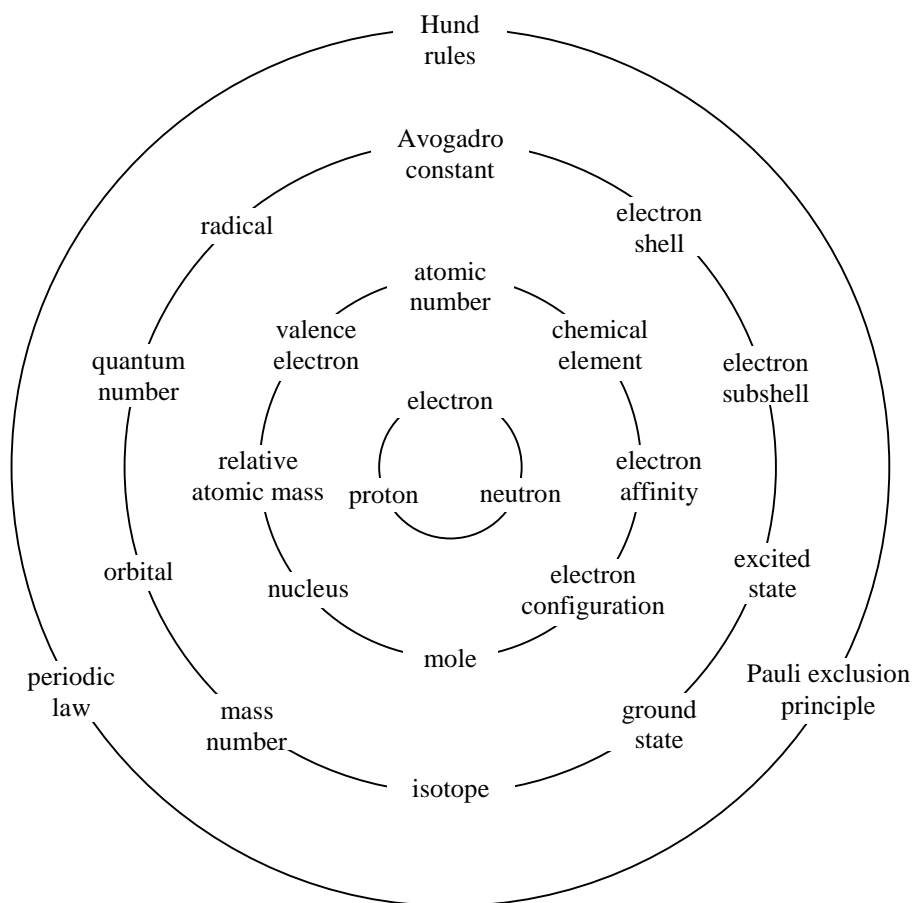 Hund
rules
Avogadro
constant
radical
electron
shell
atomic
number
valence
electron
chemical
element
quantum
number
electron
subshell
electron
relative
atomic mass
electron
affinity
proton
neutron
orbital
nucleus
electron
configuration
excited
state
mole
periodic
law
Pauli exclusion
principle
mass
number
ground
state
isotope